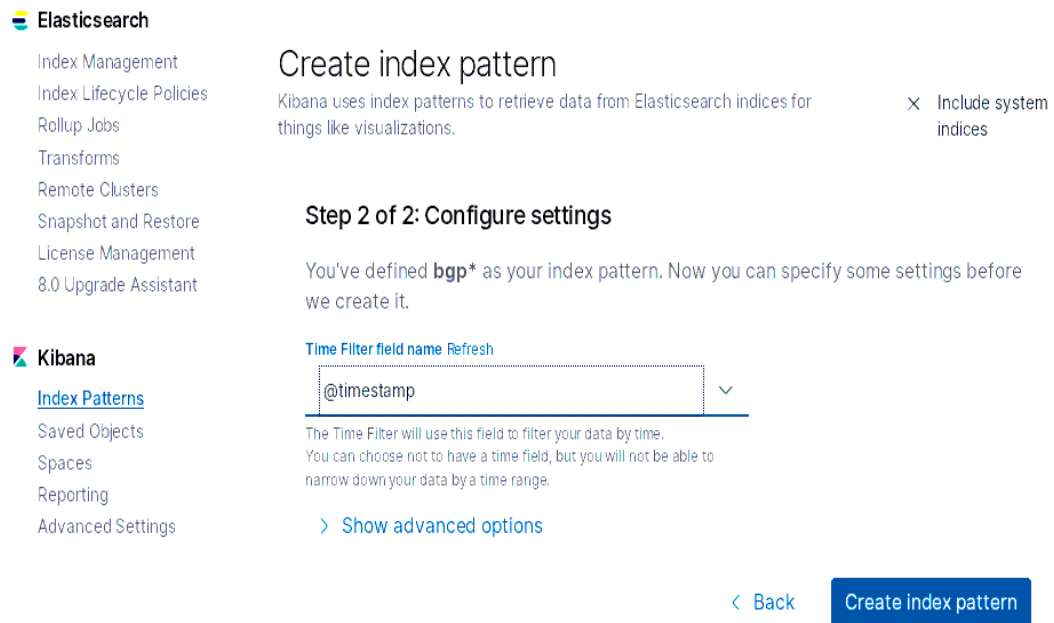 Elasticsearch
Index Management
Index Lifecycle Policies
Rollup Jobs
Transforms
Remote Clusters
Snapshot and Restore
License Management
8.0 Upgrade Assistant
Kibana
Index Patterns
Saved Objects
Spaces
Reporting
Advanced Settings
Create index pattern
Kibana uses index patterns to retrieve data from Elasticsearch indices for
things like visualizations.
Include system
indices
Step 2 of 2: Configure settings
You've defined bgp* as your index pattern. Now you can specify some settings before
we create it.
Time Filter field name Refresh
@timestamp
The Time Filter will use this field to filter your data by time.
You can choose not to have a time field, but you will not be able to
narrow down your data by a time range.
Show advanced options
Back
Create index pattern